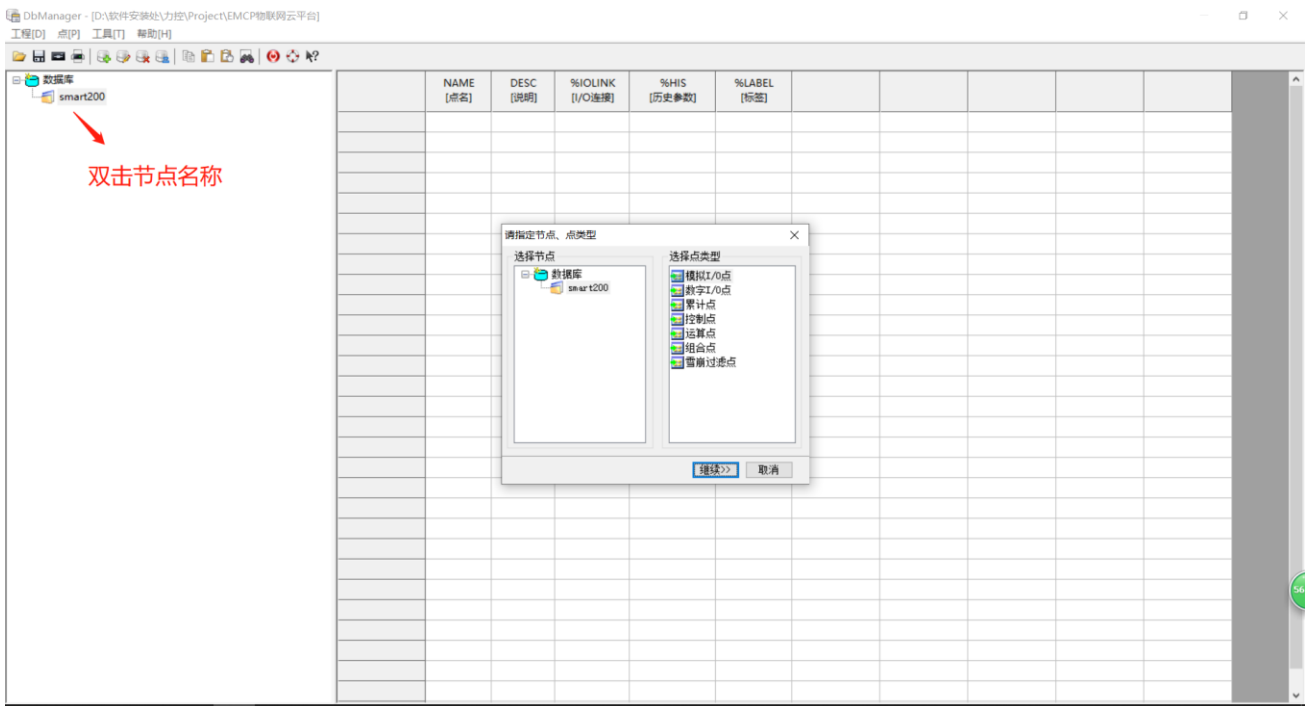 DbManager - [D:\软件安装处\力控\Project\EMCP物联网云平台]
工程[D] 点[P] 工具[T] 帮助[H]
数据库
smart200
双击节点名称
NAME DESC %IOLINK %HIS %LABEL
[点名] [说明] [I/O连接] [历史参数] [标签]
请指定节点、点类型
选择节点
数据库
smart200
选择点类型
模拟I/O点
数字I/O点
累计点
控制点
运算点
组合点
雪崩过滤点
继续>> 取消
56